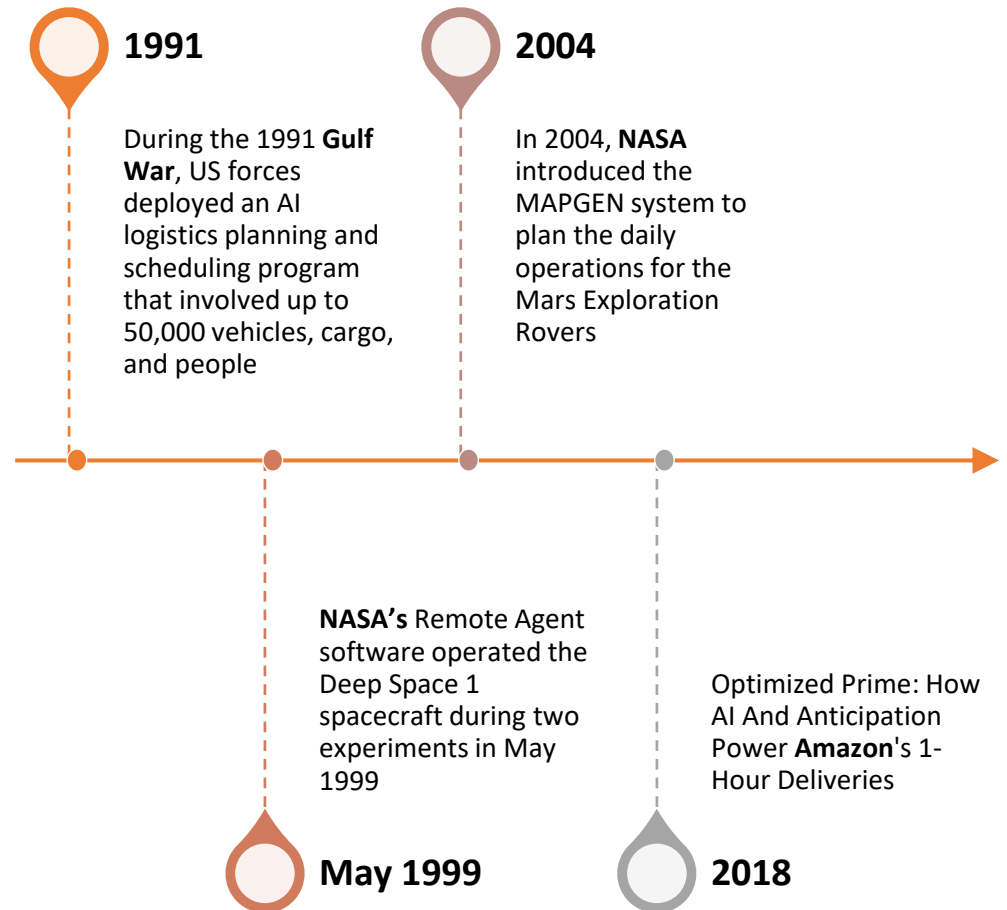 1991
During the 1991 Gulf
War, US forces
deployed an AI
logistics planning and
scheduling program
that involved up to
50,000 vehicles, cargo,
and people
May 1999
NASA’s Remote Agent
software operated the
Deep Space 1
spacecraft during two
experiments in May
1999
2004
In 2004, NASA
introduced the
MAPGEN system to
plan the daily
operations for the
Mars Exploration
Rovers
2018
Optimized Prime: How
AI And Anticipation
Power Amazon's 1-
Hour Deliveries